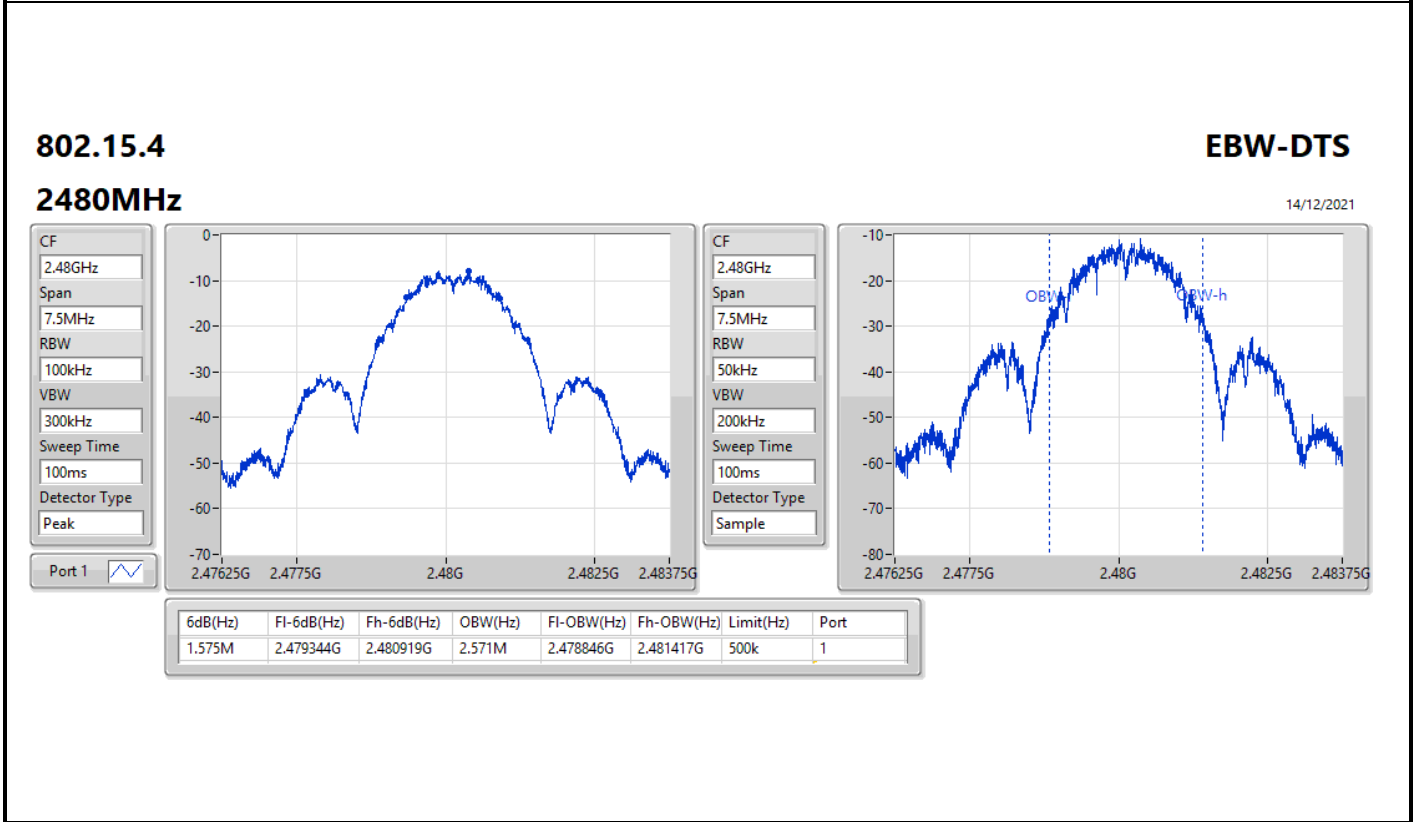 802.15.4
EBW-DTS
2480MHz
14/12/2021
CF
2.48GHz
Span
7.5MHz
RBW
100kHz
VBW
300kHz
Sweep Time
100ms
Detector Type
Peak
Port 1
0
-10
-20
-30
-40
-50
-60
-70
2.47625G 2.4775G 2.48G 2.4825G 2.48375G
CF
2.48GHz
Span
7.5MHz
RBW
50kHz
VBW
200kHz
Sweep Time
100ms
Detector Type
Sample
-10
-20
-30
-40
-50
-60
-70
-80
OBW-h
2.47625G 2.4775G 2.48G 2.4825G 2.48375G
6dB(Hz) Fl-6dB(Hz) Fh-6dB(Hz) OBW(Hz) Fl-OBW(Hz) Fh-OBW(Hz) Limit(Hz) Port
1.575M 2.479344G 2.480919G 2.571M 2.478846G 2.481417G 500k 1